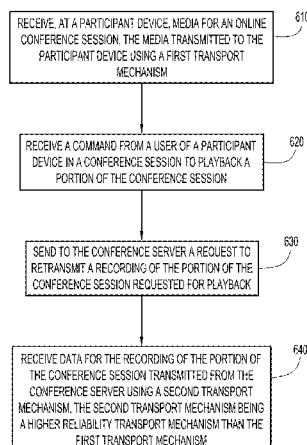 RECEIVE, AT A PARTICIPANT DEVICE, MEDIA FOR AN ONLINE
CONFERENCE SESSION, THE MEDIA TRANSMITTED TO THE
PARTICIPANT DEVICE USING A FIRST TRANSPORT
MECHANISM
610
RECEIVE A COMMAND FROM A USER OF A PARTICIPANT
DEVICE IN A CONFERENCE SESSION TO PLAYBACK A
PORTION OF THE CONFERENCE SESSION
620
SEND TO THE CONFERENCE SERVER A REQUEST TO
RETRANSMIT A RECORDING OF THE PORTION OF THE
CONFERENCE SESSION REQUESTED FOR PLAYBACK
630
RECEIVE DATA FOR THE RECORDING OF THE PORTION OF
THE CONFERENCE SESSION TRANSMITTED FROM THE
CONFERENCE SERVER USING A SECOND TRANSPORT
MECHANISM, THE SECOND TRANSPORT MECHANISM BEING
A HIGHER RELIABILITY TRANSPORT MECHANISM THAN THE
FIRST TRANSPORT MECHANISM
640